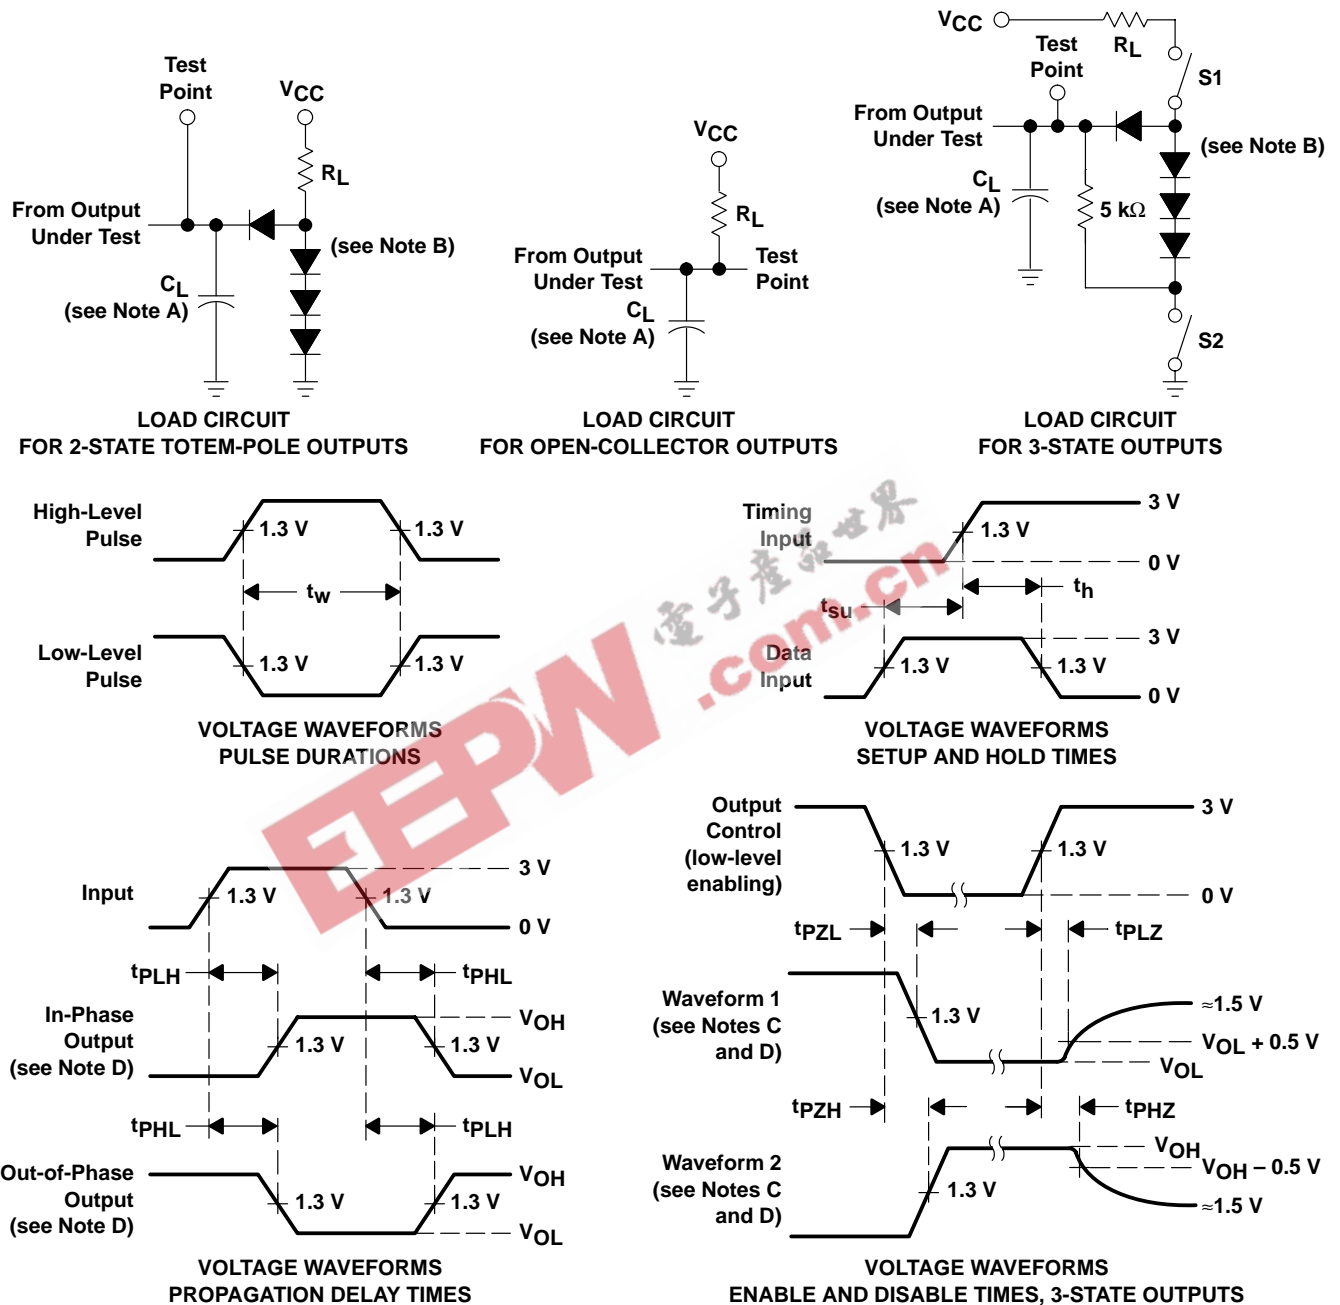 Test
Point
VCC
RL
From Output
Under Test
(see Note B)
CL
(see Note A)
LOAD CIRCUIT
FOR 2-STATE TOTEM-POLE OUTPUTS
VCC
RL
From Output
Under Test
Test
Point
CL
(see Note A)
LOAD CIRCUIT
FOR OPEN-COLLECTOR OUTPUTS
VCC
RL
Test
Point
S1
From Output
Under Test
(see Note B)
CL
(see Note A)
5 kΩ
S2
LOAD CIRCUIT
FOR 3-STATE OUTPUTS
High-Level
Pulse
1.3 V
1.3 V
tw
Low-Level
Pulse
1.3 V
1.3 V
VOLTAGE WAVEFORMS
PULSE DURATIONS
Timing
Input
3 V
1.3 V
0 V
th
tsu
Data
Input
3 V
1.3 V
1.3 V
0 V
VOLTAGE WAVEFORMS
SETUP AND HOLD TIMES
電子產品世界
EEPW
.com.cn
Input
3 V
1.3 V
1.3 V
0 V
tPLH
tPHL
In-Phase
Output
(see Note D)
VOH
1.3 V
1.3 V
VOL
tPHL
tPLH
Out-of-Phase
Output
(see Note D)
VOH
1.3 V
1.3 V
VOL
VOLTAGE WAVEFORMS
PROPAGATION DELAY TIMES
Output
Control
(low-level
enabling)
3 V
1.3 V
1.3 V
0 V
tPZL
tPLZ
Waveform 1
(see Notes C
and D)
1.3 V
≈1.5 V
VOL + 0.5 V
VOL
tPZH
tPHZ
Waveform 2
(see Notes C
and D)
1.3 V
VOH
VOH – 0.5 V
≈1.5 V
VOLTAGE WAVEFORMS
ENABLE AND DISABLE TIMES, 3-STATE OUTPUTS